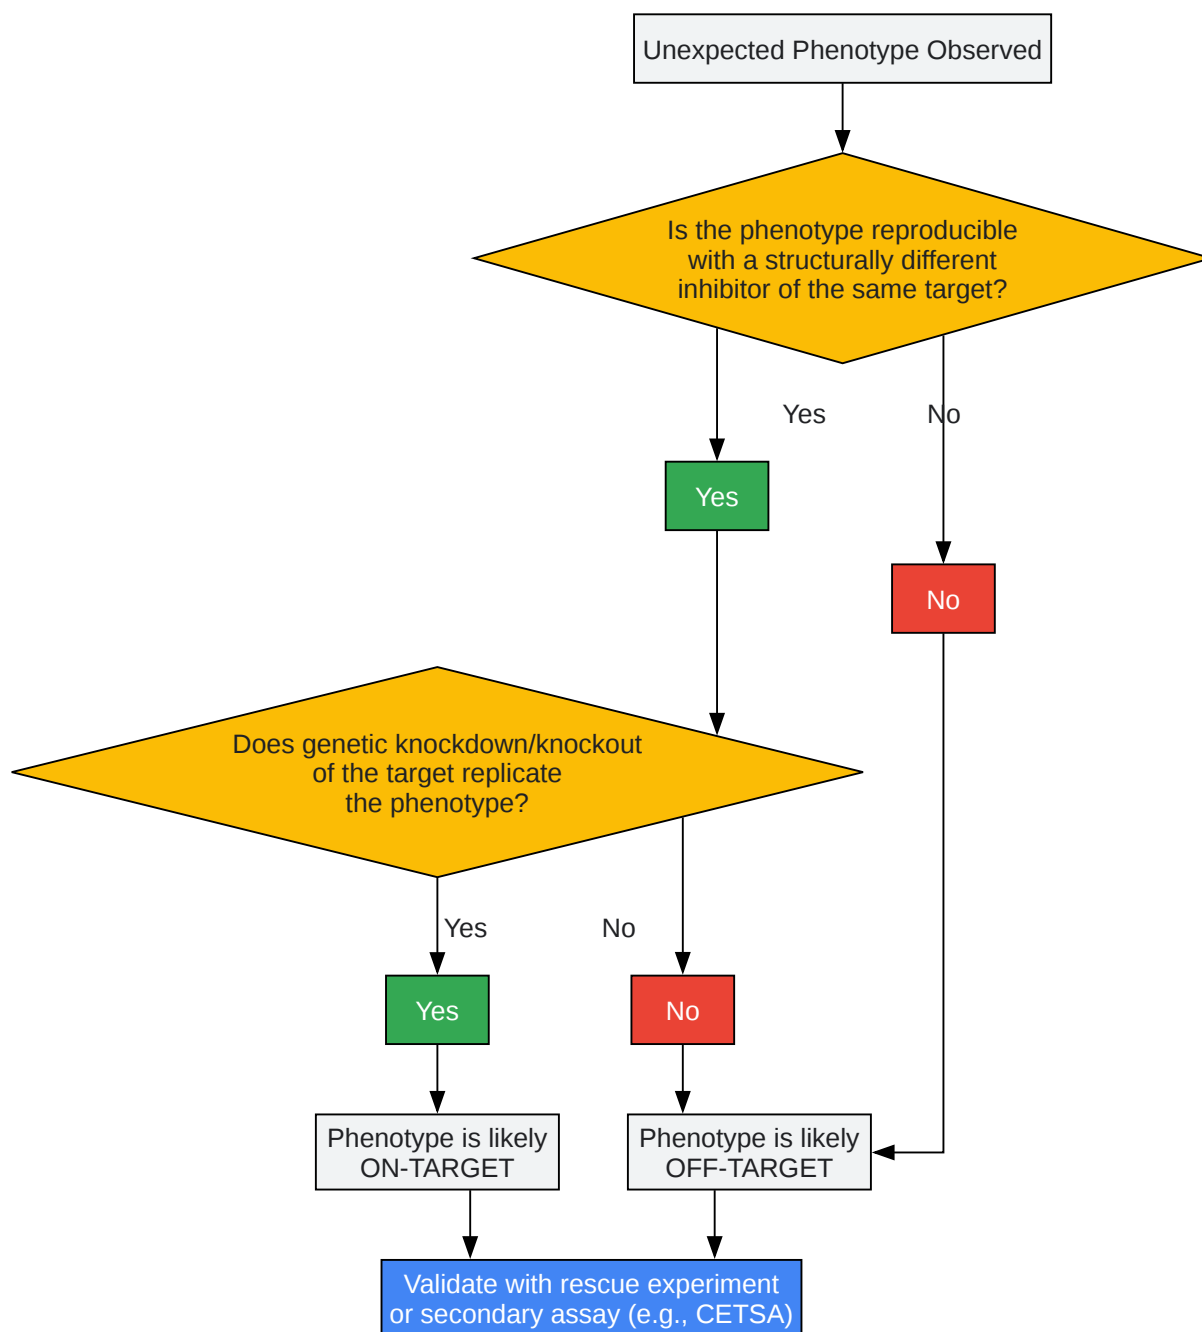 Unexpected Phenotype Observed
Is the phenotype reproducible
with a structurally different
inhibitor of the same target?
Yes
No
Yes
No
Does genetic knockdown/knockout
of the target replicate
the phenotype?
Yes
No
Yes
No
Phenotype is likely
ON-TARGET
Phenotype is likely
OFF-TARGET
Validate with rescue experiment
or secondary assay (e.g., CETSA)